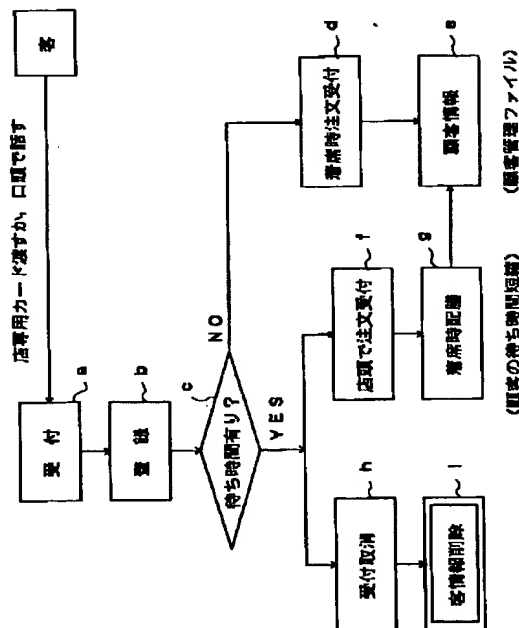 客
店専用カード渡すか、口頭で話す
受付
a
登録
b
待ち時間有り?
c
NO
YES
着席時注文受付
d
顧客情報
e
(顧客管理ファイル)
店頭で注文受付
f
着席時配膳
g
(顧客の待ち時間短縮)
受付取消
h
客情報削除
i